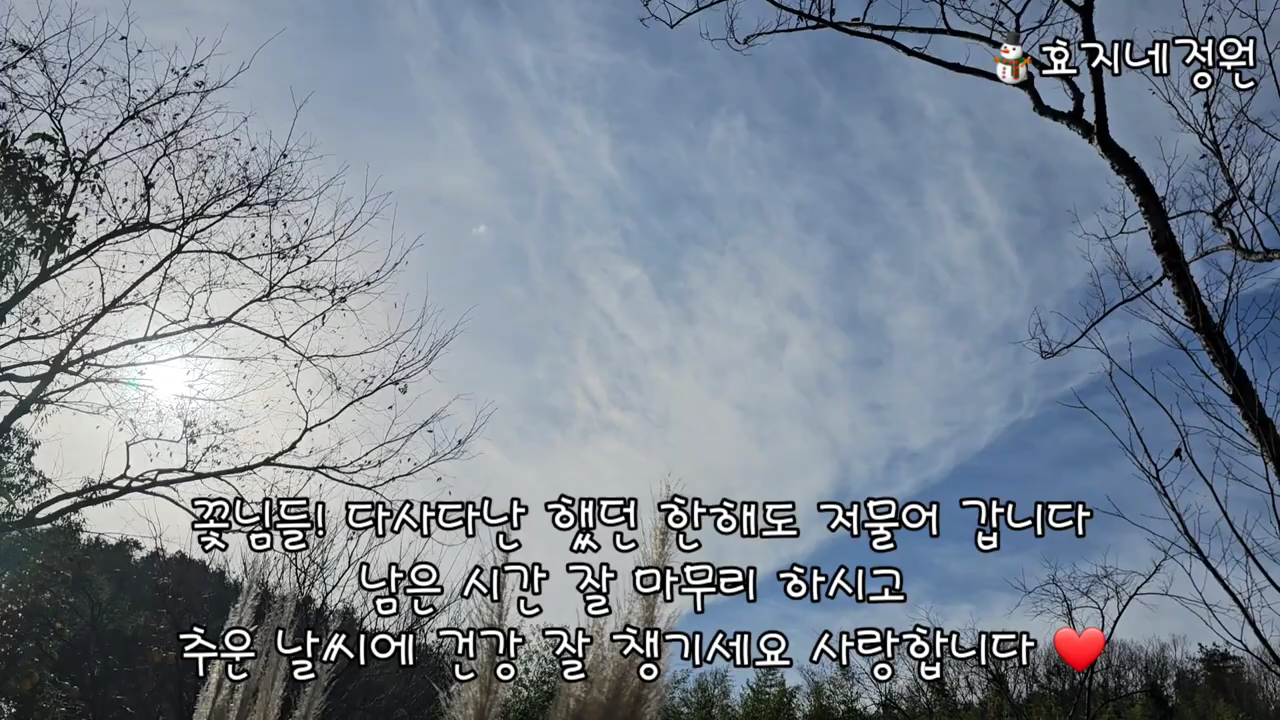 ⛄효지네정원
꽃님들! 다사다난 했던 한해도 저물어 갑니다
남은 시간 잘 마무리 하시고
추운 날씨에 건강 잘 챙기세요 사랑합니다 ❤️